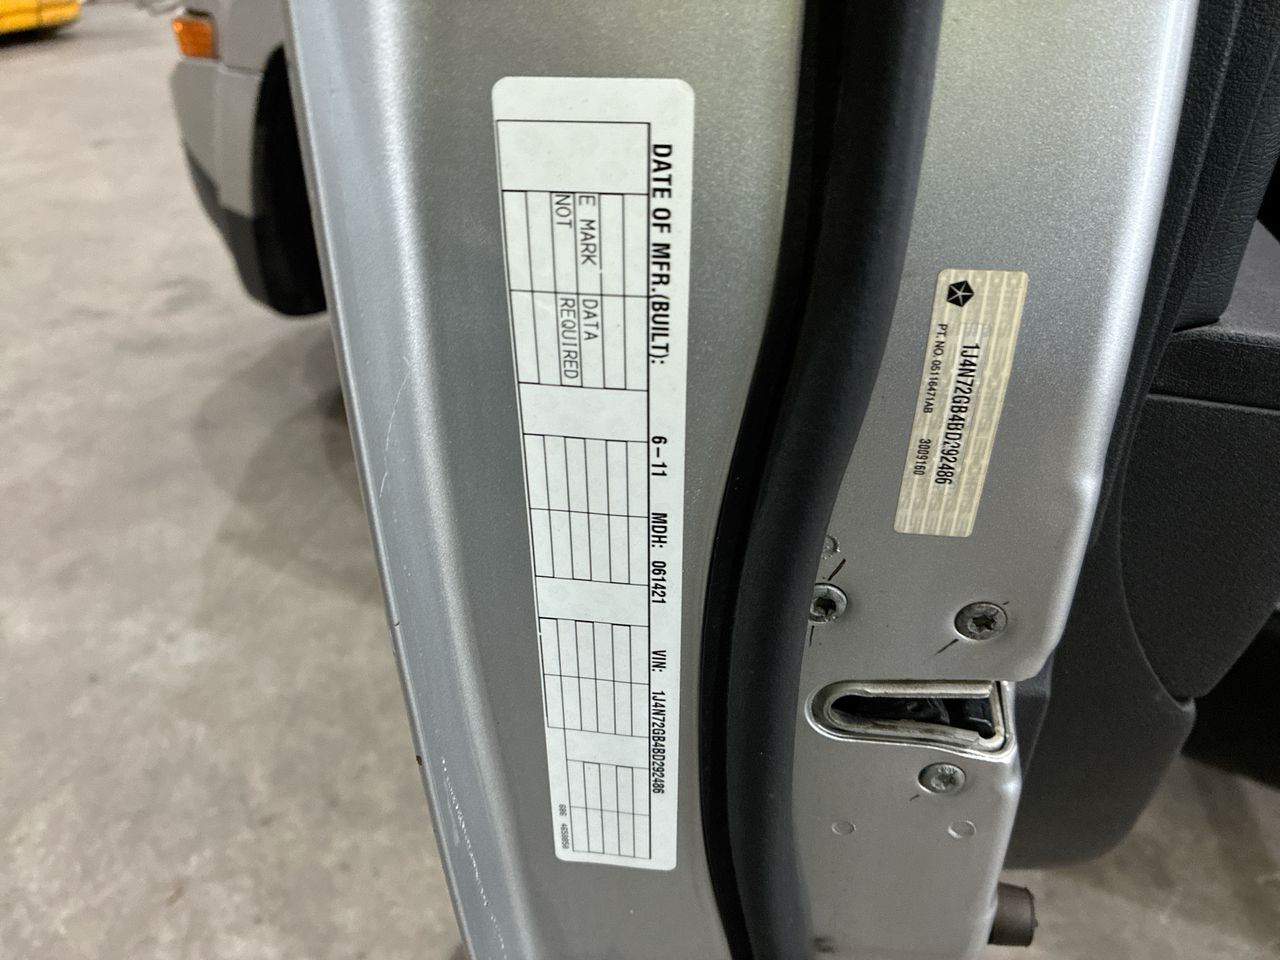 DATE OF MFR.(BUILT): 6-11 MDH: 061421 VIN: 1J4N72GB4BD292486
E MARK DATA
NOT REQUIRED
1J4N72GB4BD292486
PT. NO. 05116471AB 3009160